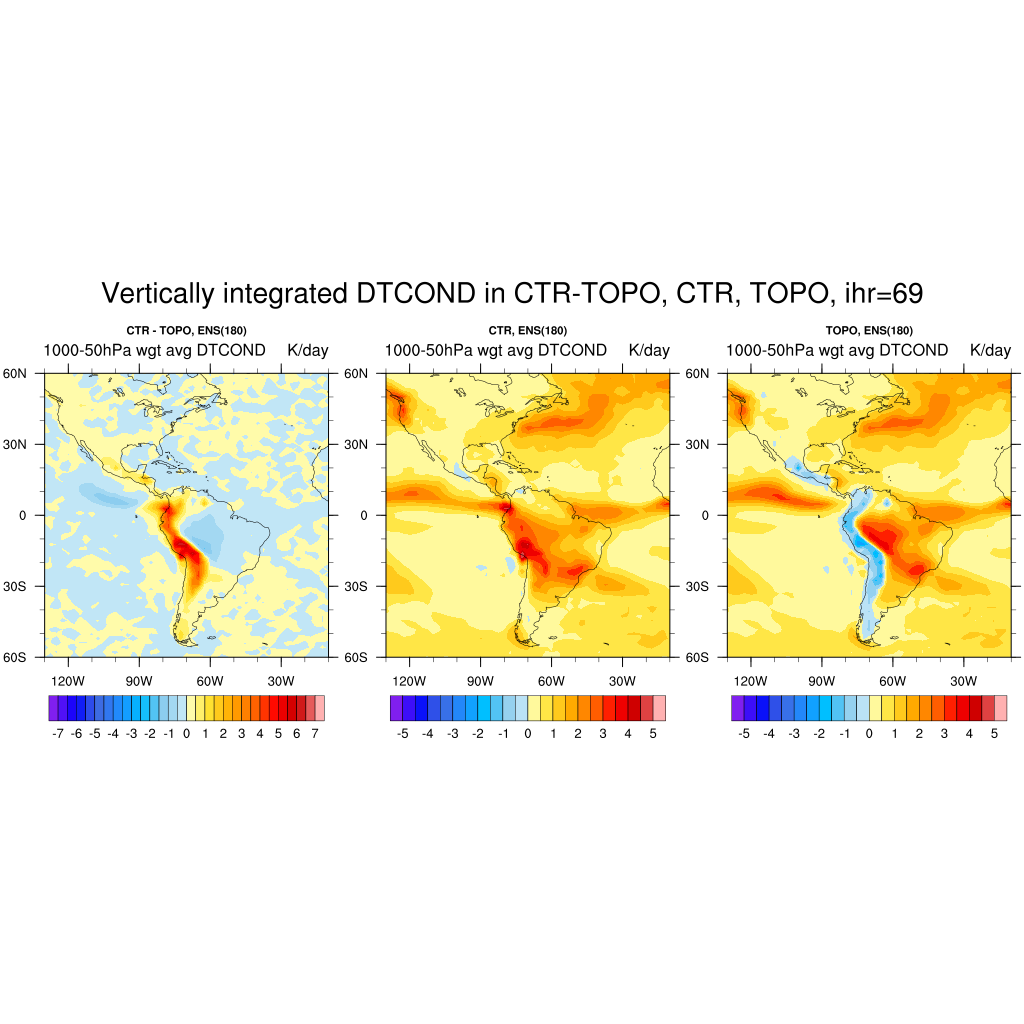 Vertically integrated DTCOND in CTR-TOPO, CTR, TOPO, ihr=69
CTR - TOPO, ENS(180)
1000-50hPa wgt avg DTCOND K/day
60N
30N
0
30S
60S
120W 90W 60W 30W
-7 -6 -5 -4 -3 -2 -1 0 1 2 3 4 5 6 7
CTR, ENS(180)
1000-50hPa wgt avg DTCOND K/day
60N
30N
0
30S
60S
120W 90W 60W 30W
-5 -4 -3 -2 -1 0 1 2 3 4 5
TOPO, ENS(180)
1000-50hPa wgt avg DTCOND K/day
60N
30N
0
30S
60S
120W 90W 60W 30W
-5 -4 -3 -2 -1 0 1 2 3 4 5